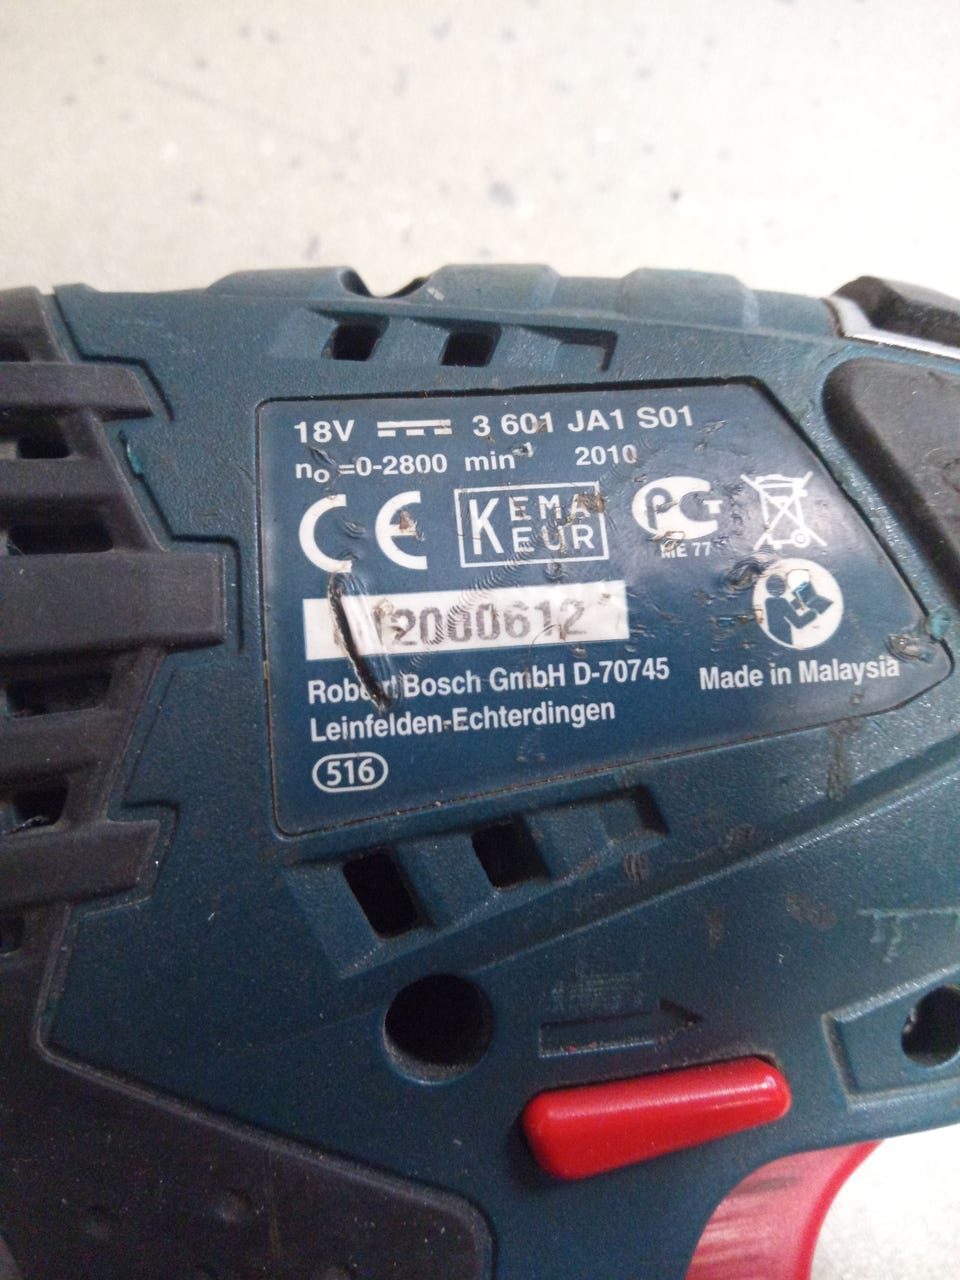 18V 3 601 JA1 S01
n₀ =0-2800 min⁻¹ 2010
CE KEMA KEUR PCT
ME 77
2000612
Robert Bosch GmbH D-70745 Made in Malaysia
Leinfelden-Echterdingen
516